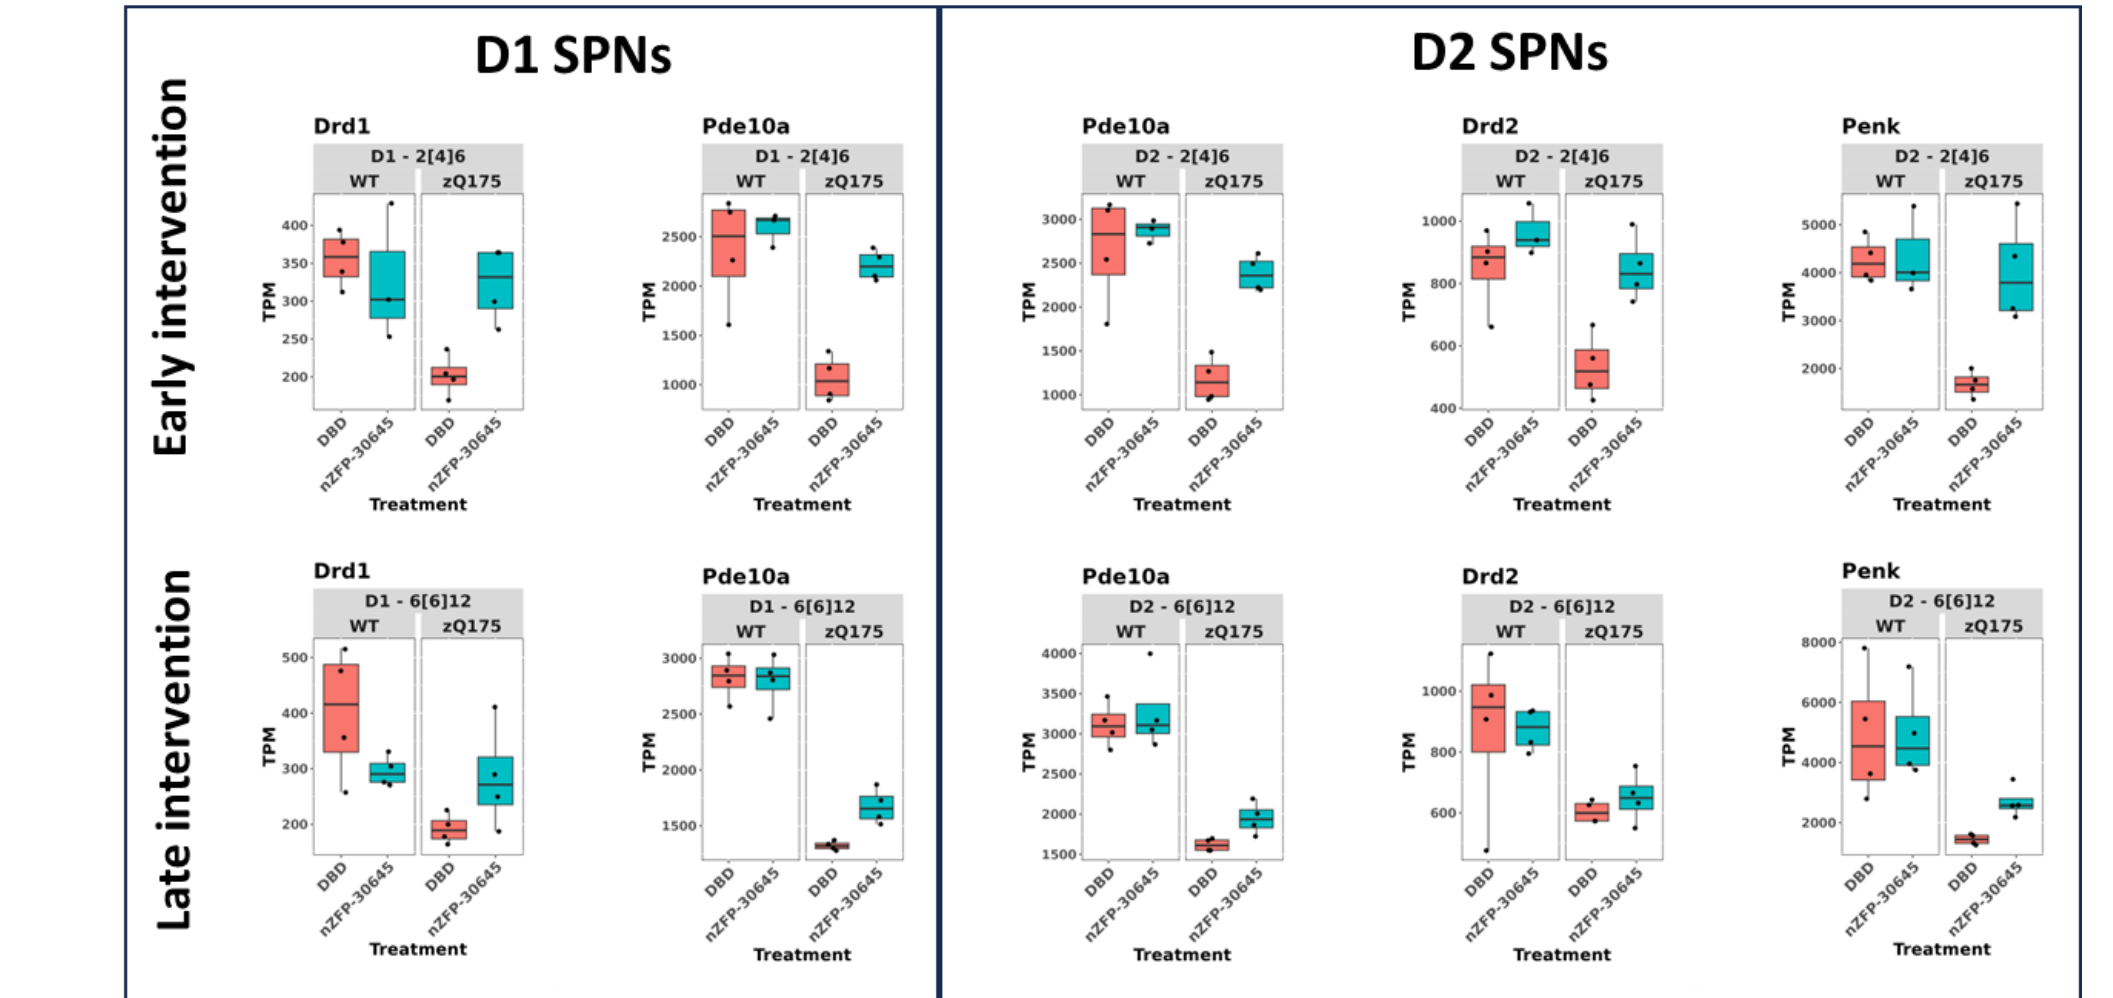 D1 SPNs
D2 SPNs
Early intervention
Drd1
D1 - 2[4]6
WT zQ175
TPM
400
350
300
250
200
DBD
nZFP-30645
DBD
nZFP-30645
Treatment
Pde10a
D1 - 2[4]6
WT zQ175
TPM
2500
2000
1500
1000
DBD
nZFP-30645
DBD
nZFP-30645
Treatment
Pde10a
D2 - 2[4]6
WT zQ175
TPM
3000
2500
2000
1500
1000
DBD
nZFP-30645
DBD
nZFP-30645
Treatment
Drd2
D2 - 2[4]6
WT zQ175
TPM
1000
800
600
400
DBD
nZFP-30645
DBD
nZFP-30645
Treatment
Penk
D2 - 2[4]6
WT zQ175
TPM
5000
4000
3000
2000
DBD
nZFP-30645
DBD
nZFP-30645
Treatment
Late intervention
Drd1
D1 - 6[6]12
WT zQ175
TPM
500
400
300
200
DBD
nZFP-30645
DBD
nZFP-30645
Treatment
Pde10a
D1 - 6[6]12
WT zQ175
TPM
3000
2500
2000
1500
DBD
nZFP-30645
DBD
nZFP-30645
Treatment
Pde10a
D2 - 6[6]12
WT zQ175
TPM
4000
3500
3000
2500
2000
1500
DBD
nZFP-30645
DBD
nZFP-30645
Treatment
Drd2
D2 - 6[6]12
WT zQ175
TPM
1000
800
600
DBD
nZFP-30645
DBD
nZFP-30645
Treatment
Penk
D2 - 6[6]12
WT zQ175
TPM
8000
6000
4000
2000
DBD
nZFP-30645
DBD
nZFP-30645
Treatment